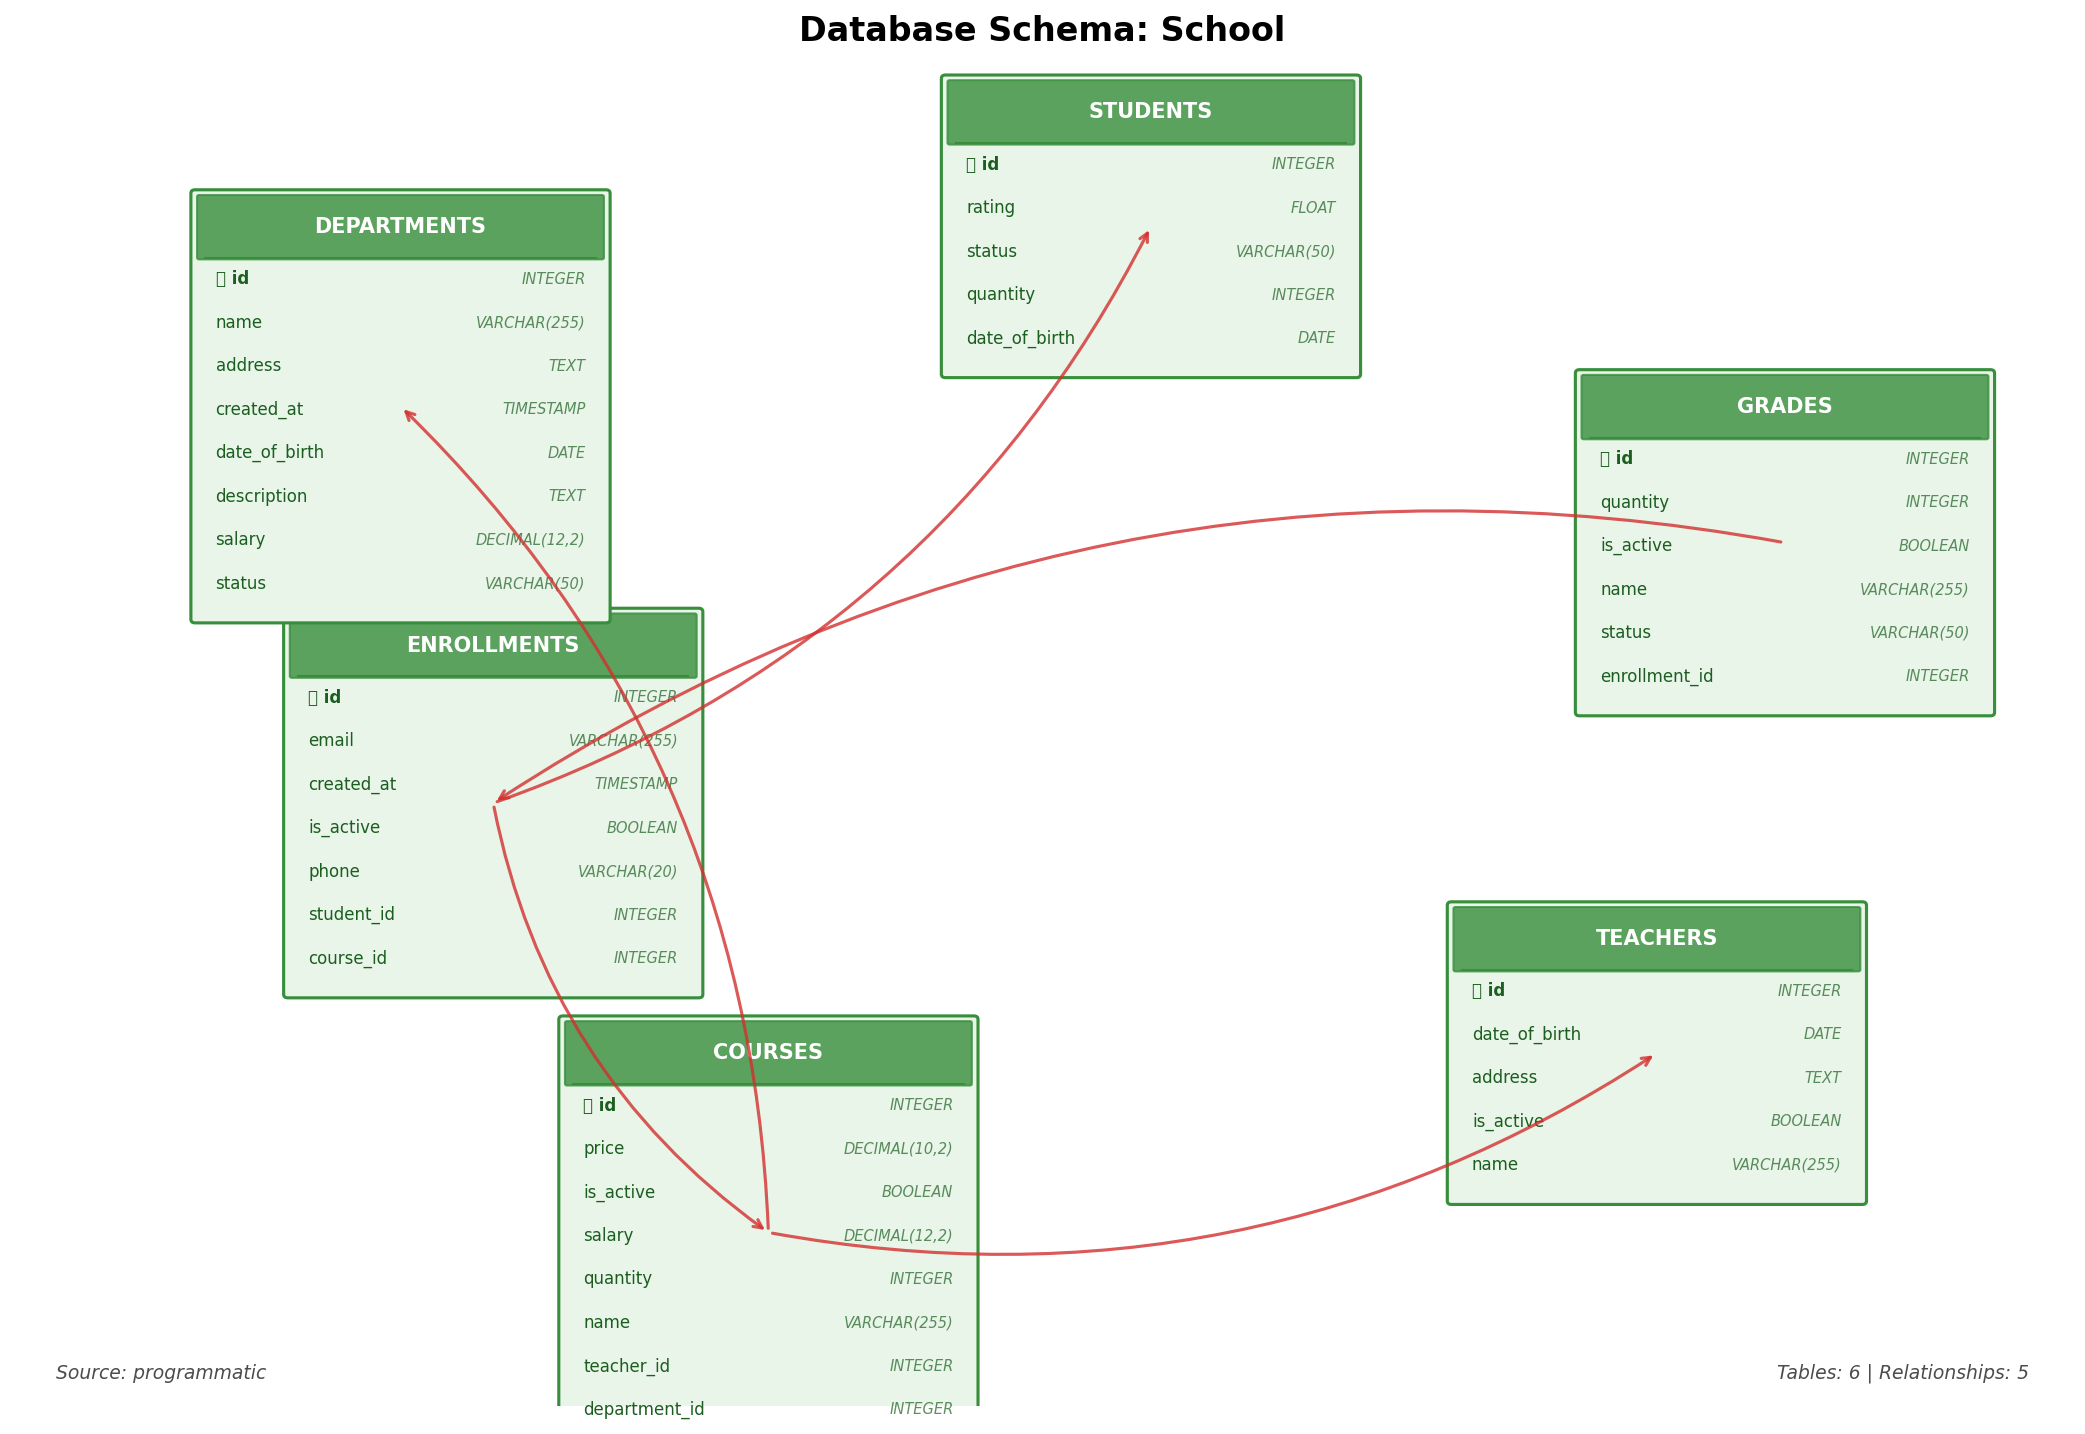 Database Schema: School
STUDENTS
id INTEGER
rating FLOAT
status VARCHAR(50)
quantity INTEGER
date_of_birth DATE
DEPARTMENTS
id INTEGER
name VARCHAR(255)
address TEXT
created_at TIMESTAMP
date_of_birth DATE
description TEXT
salary DECIMAL(12,2)
status VARCHAR(50)
GRADES
id INTEGER
quantity INTEGER
is_active BOOLEAN
name VARCHAR(255)
status VARCHAR(50)
enrollment_id INTEGER
ENROLLMENTS
id INTEGER
email VARCHAR(255)
created_at TIMESTAMP
is_active BOOLEAN
phone VARCHAR(20)
student_id INTEGER
course_id INTEGER
TEACHERS
id INTEGER
date_of_birth DATE
address TEXT
is_active BOOLEAN
name VARCHAR(255)
COURSES
id INTEGER
price DECIMAL(10,2)
is_active BOOLEAN
salary DECIMAL(12,2)
quantity INTEGER
name VARCHAR(255)
teacher_id INTEGER
department_id INTEGER
Source: programmatic
Tables: 6 | Relationships: 5